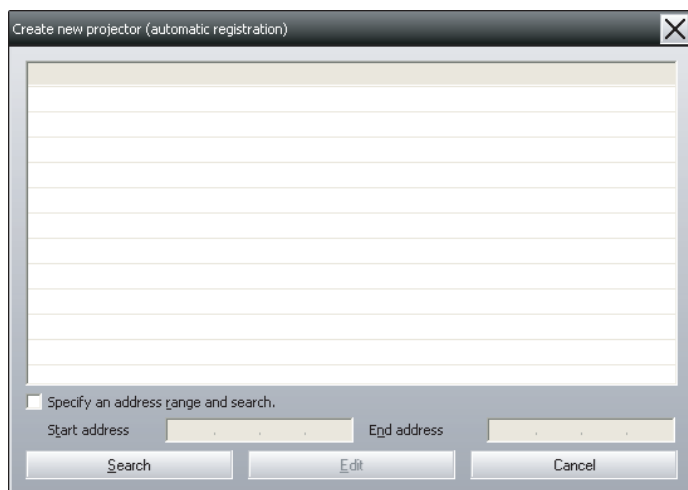 Create new projector (automatic registration)
Specify an address range and search.
Start address . . . End address . . .
Search Edit Cancel